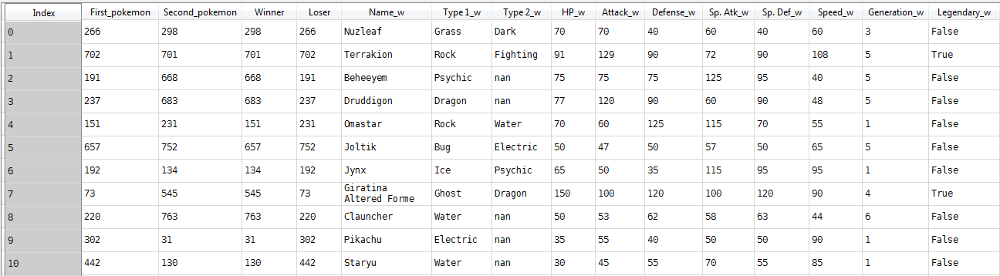 Index First_pokemon Second_pokemon Winner Loser Name_w Type 1_w Type 2_w HP_w Attack_w Defense_w Sp. Atk_w Sp. Def_w Speed_w Generation_w Legendary_w
0 266 298 298 266 Nuzleaf Grass Dark 70 70 40 60 40 60 3 False
1 702 701 701 702 Terrakion Rock Fighting 91 129 90 72 90 108 5 True
2 191 668 668 191 Beheeyem Psychic nan 75 75 75 125 95 40 5 False
3 237 683 683 237 Druddigon Dragon nan 77 120 90 60 90 48 5 False
4 151 231 151 231 Omastar Rock Water 70 60 125 115 70 55 1 False
5 657 752 657 752 Joltik Bug Electric 50 47 50 57 50 65 5 False
6 192 134 134 192 Jynx Ice Psychic 65 50 35 115 95 95 1 False
7 73 545 545 73 Giratina Altered Forme Ghost Dragon 150 100 120 100 120 90 4 True
8 220 763 763 220 Clauncher Water nan 50 53 62 58 63 44 6 False
9 302 31 31 302 Pikachu Electric nan 35 55 40 50 50 90 1 False
10 442 130 130 442 Staryu Water nan 30 45 55 70 55 85 1 False